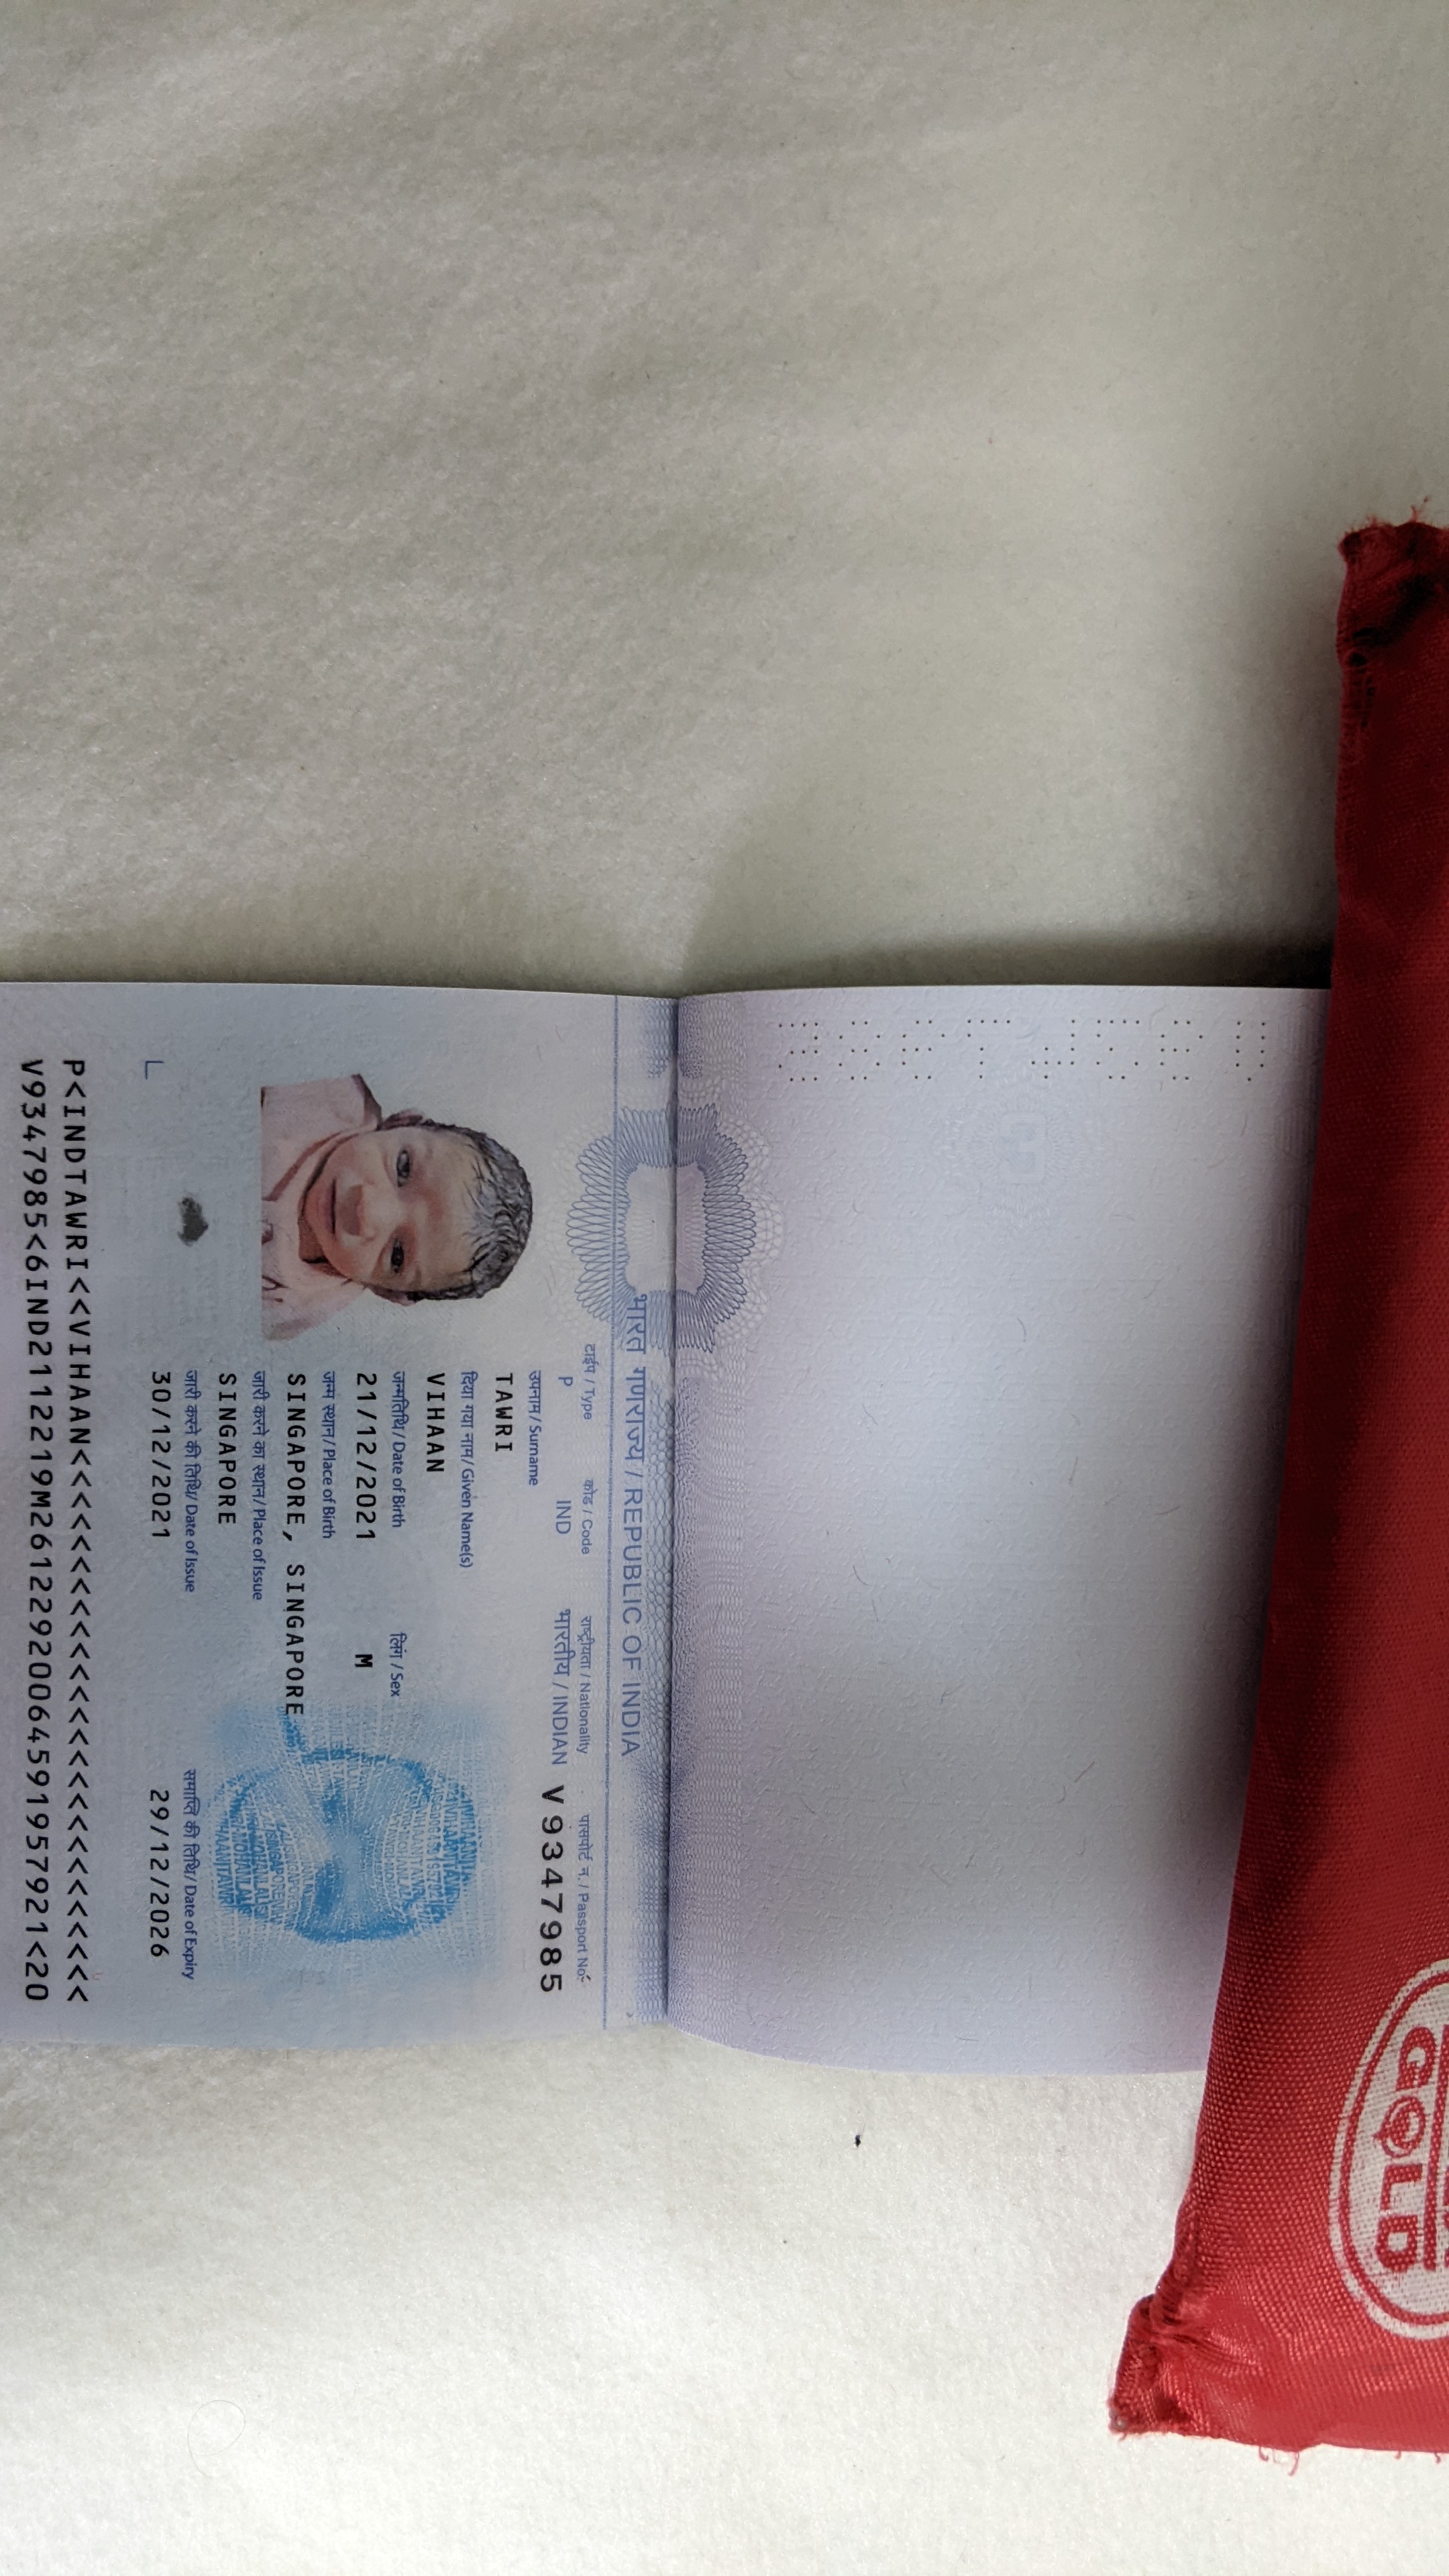 GOLD
भारत गणराज्य / REPUBLIC OF INDIA
टाईप / Type कोड / Code राष्ट्रीयता / Nationality पासपोर्ट न. / Passport No.
P IND भारतीय / INDIAN V9347985
उपनाम / Surname
TAWRI
दिया गया नाम / Given Name(s)
VIHAAN
जन्मतिथि / Date of Birth लिंग / Sex
21/12/2021 M
जन्म स्थान / Place of Birth
SINGAPORE, SINGAPORE
जारी करने का स्थान / Place of Issue
SINGAPORE
जारी करने की तिथि / Date of Issue समाप्ति की तिथि / Date of Expiry
30/12/2021 29/12/2026
P<INDTAWRI<<VIHAAN<<<<<<<<<<<<<<<<<<<<<<<<<<
V9347985<6IND2112219M26122920064591957921<20